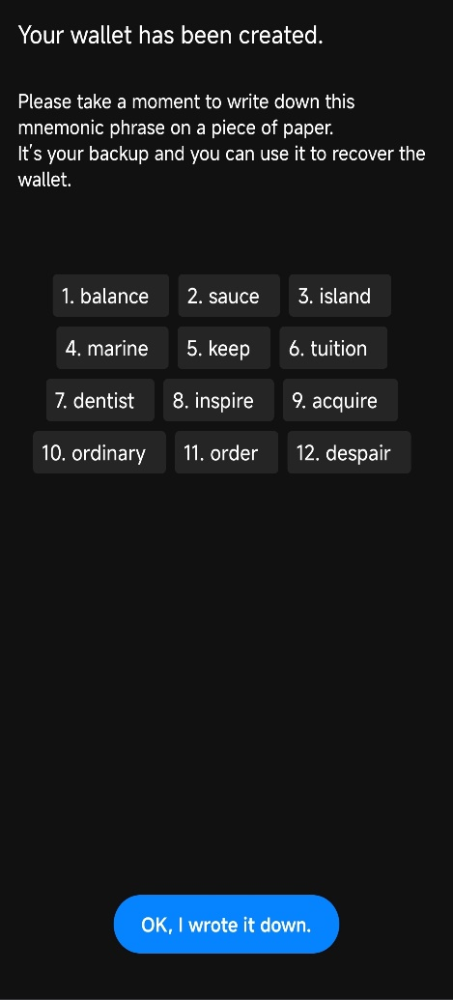 Your wallet has been created.
Please take a moment to write down this
mnemonic phrase on a piece of paper.
It's your backup and you can use it to recover the
wallet.
1. balance 2. sauce 3. island
4. marine 5. keep 6. tuition
7. dentist 8. inspire 9. acquire
10. ordinary 11. order 12. despair
OK, I wrote it down.